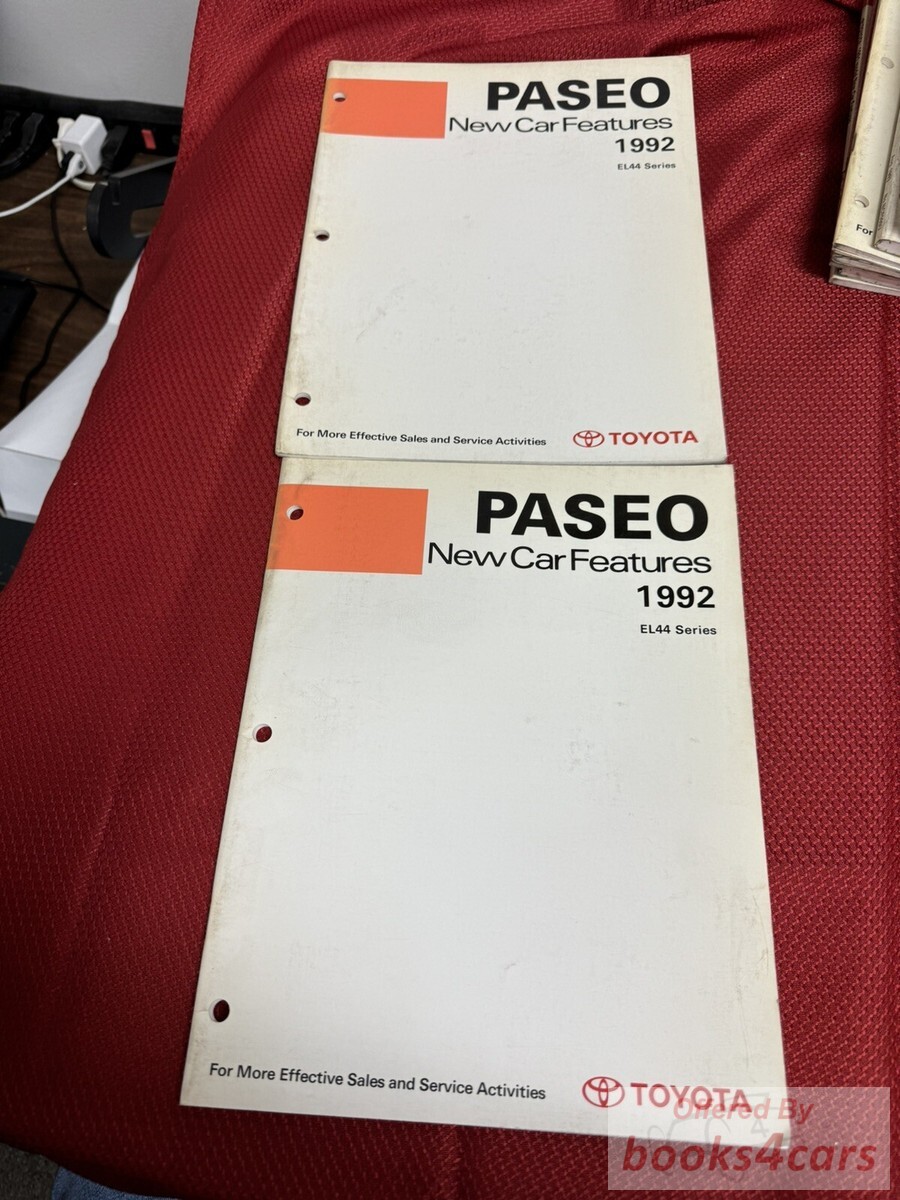 PASEO
New Car Features
1992
EL44 Series
For More Effective Sales and Service Activities
TOYOTA
For
PASEO
New Car Features
1992
EL44 Series
For More Effective Sales and Service Activities
TOYOTA
Offered By
books4cars